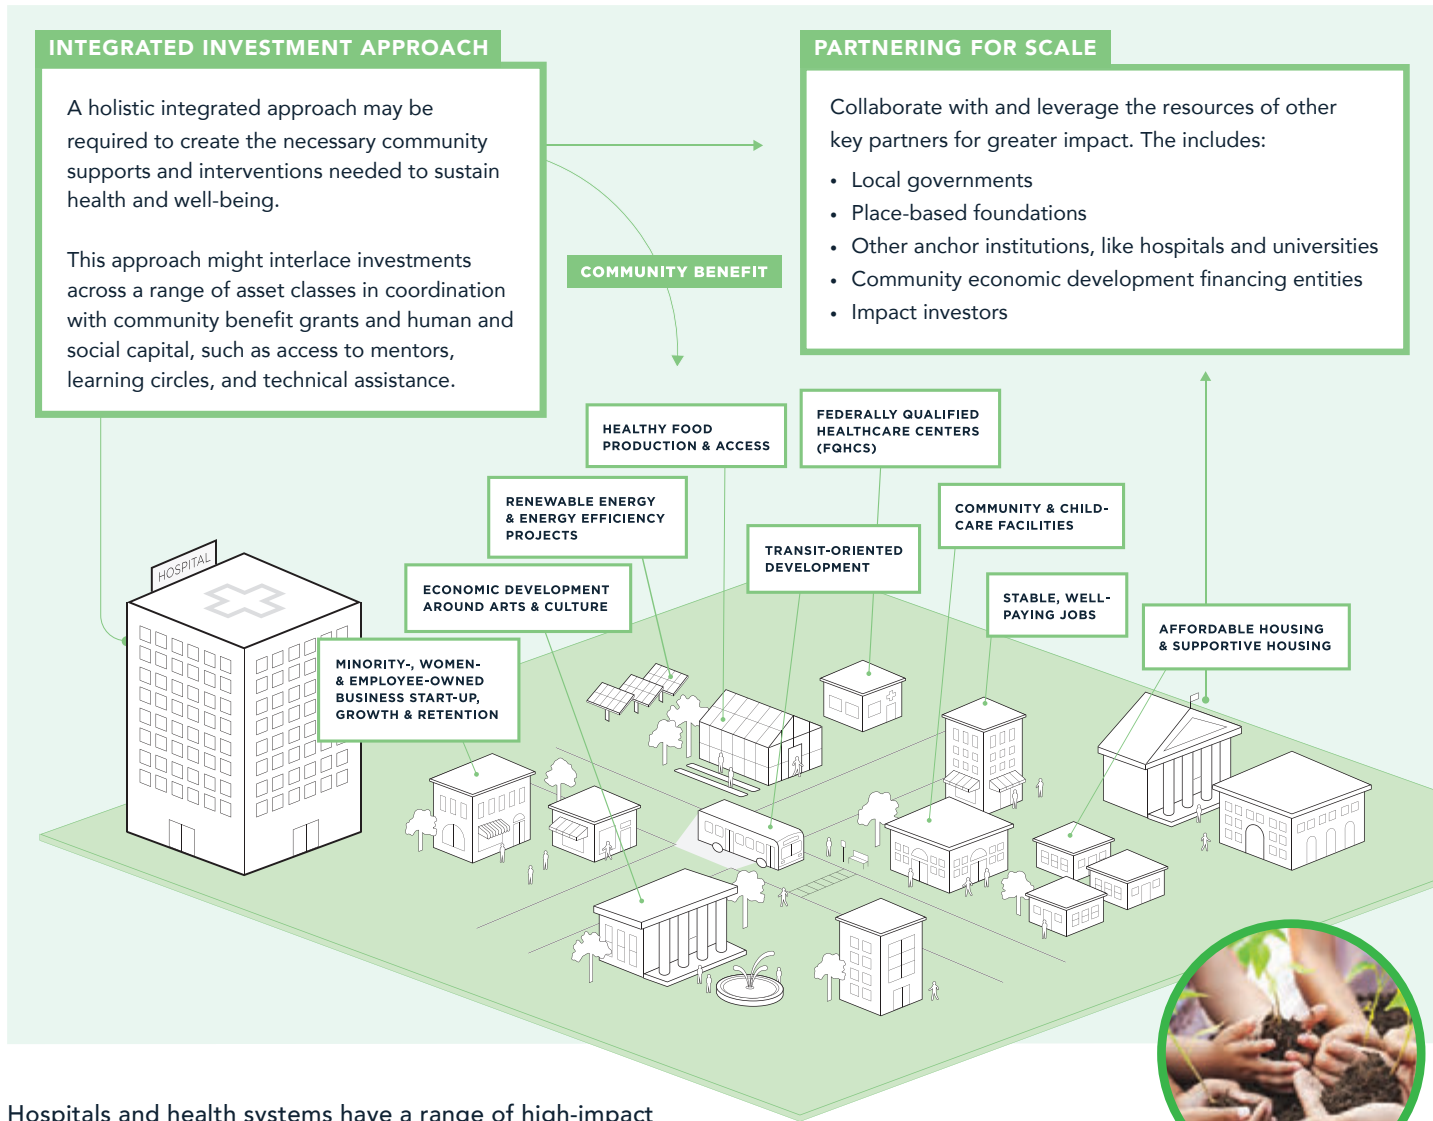 INTEGRATED INVESTMENT APPROACH
A holistic integrated approach may be
required to create the necessary community
supports and interventions needed to sustain
health and well-being.
This approach might interlace investments
across a range of asset classes in coordination
with community benefit grants and human and
social capital, such as access to mentors,
learning circles, and technical assistance.
PARTNERING FOR SCALE
Collaborate with and leverage the resources of other
key partners for greater impact. The includes:
• Local governments
• Place-based foundations
• Other anchor institutions, like hospitals and universities
• Community economic development financing entities
• Impact investors
COMMUNITY BENEFIT
HEALTHY FOOD
PRODUCTION & ACCESS
FEDERALLY QUALIFIED
HEALTHCARE CENTERS
(FQHCS)
RENEWABLE ENERGY
& ENERGY EFFICIENCY
PROJECTS
COMMUNITY & CHILD-
CARE FACILITIES
TRANSIT-ORIENTED
DEVELOPMENT
ECONOMIC DEVELOPMENT
AROUND ARTS & CULTURE
STABLE, WELL-
PAYING JOBS
AFFORDABLE HOUSING
& SUPPORTIVE HOUSING
MINORITY-, WOMEN-
& EMPLOYEE-OWNED
BUSINESS START-UP,
GROWTH & RETENTION
HOSPITAL
Hospitals and health systems have a range of high-impact